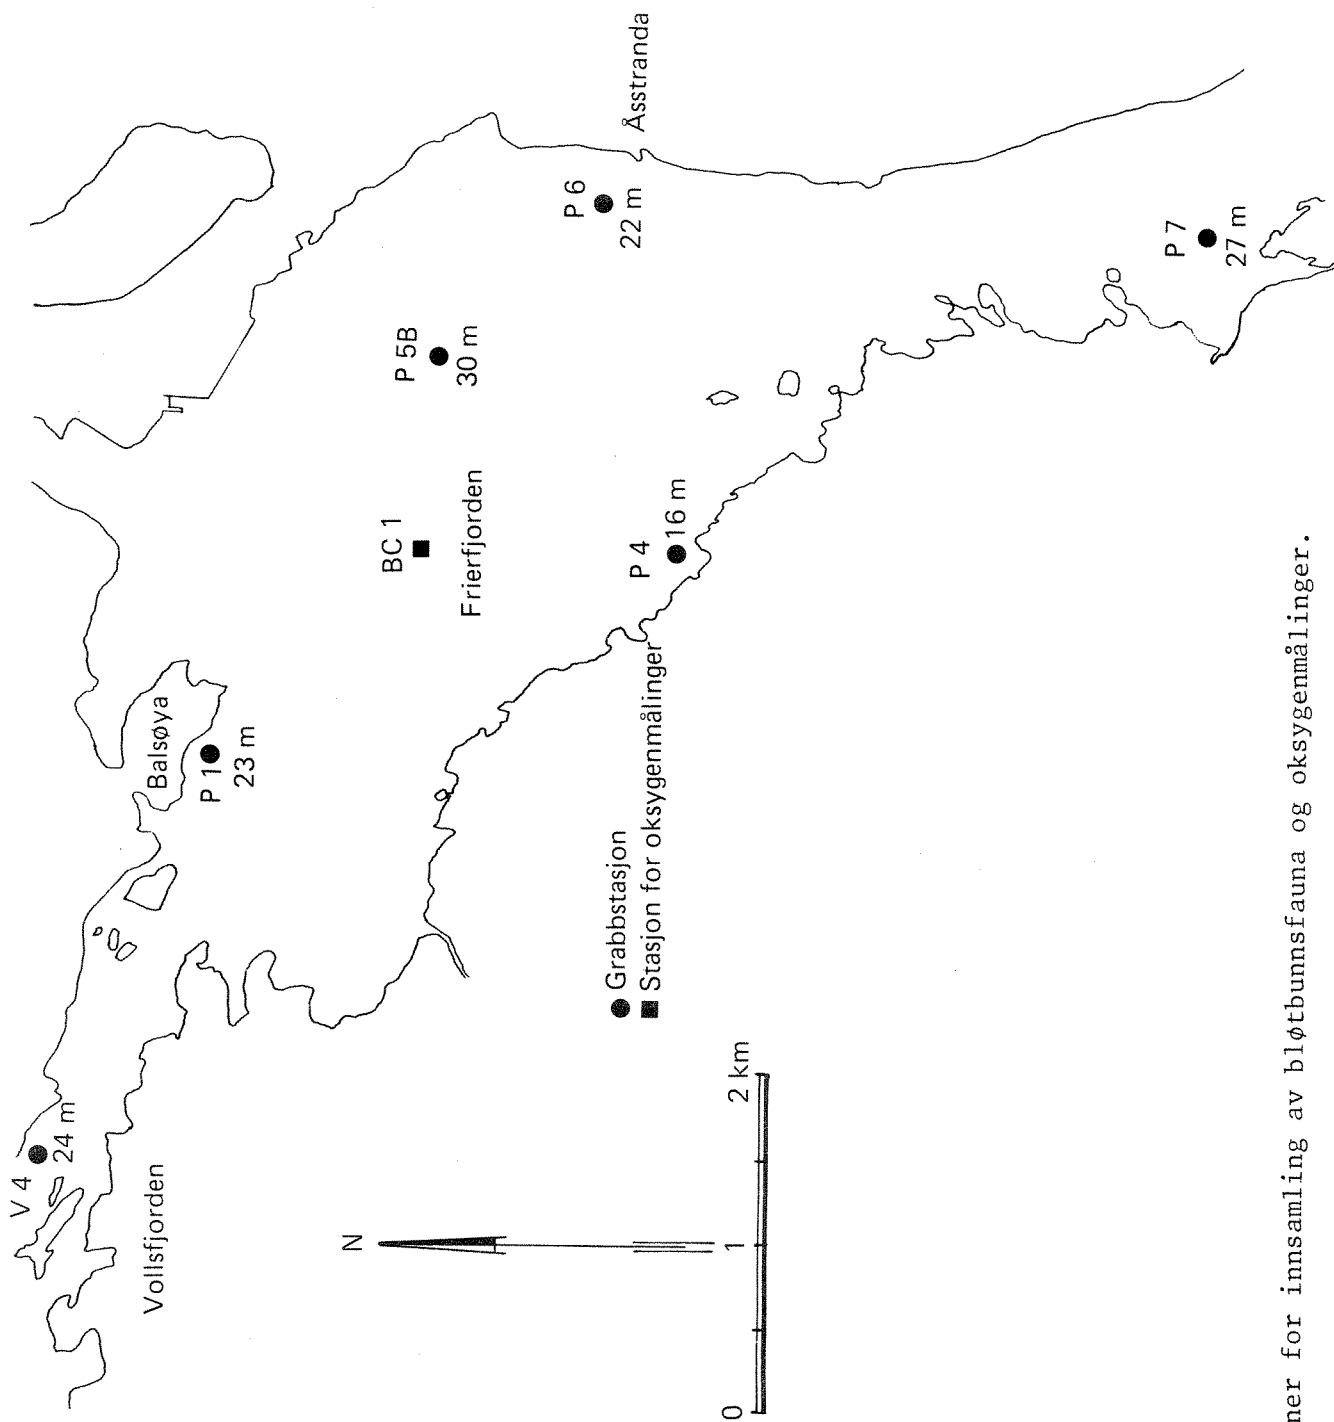 V 4
24 m
Vollsfjorden
Balsøya
P 1
23 m
BC 1
Frierfjorden
P 5B
30 m
P 6
22 m
Åsstranda
P 4
16 m
P 7
27 m
Grabbstasjon
Stasjon for oksygenmålinger
N
0 1 2 km
ner for innsamling av bløtbunnsfauna og oksygenmålinger.